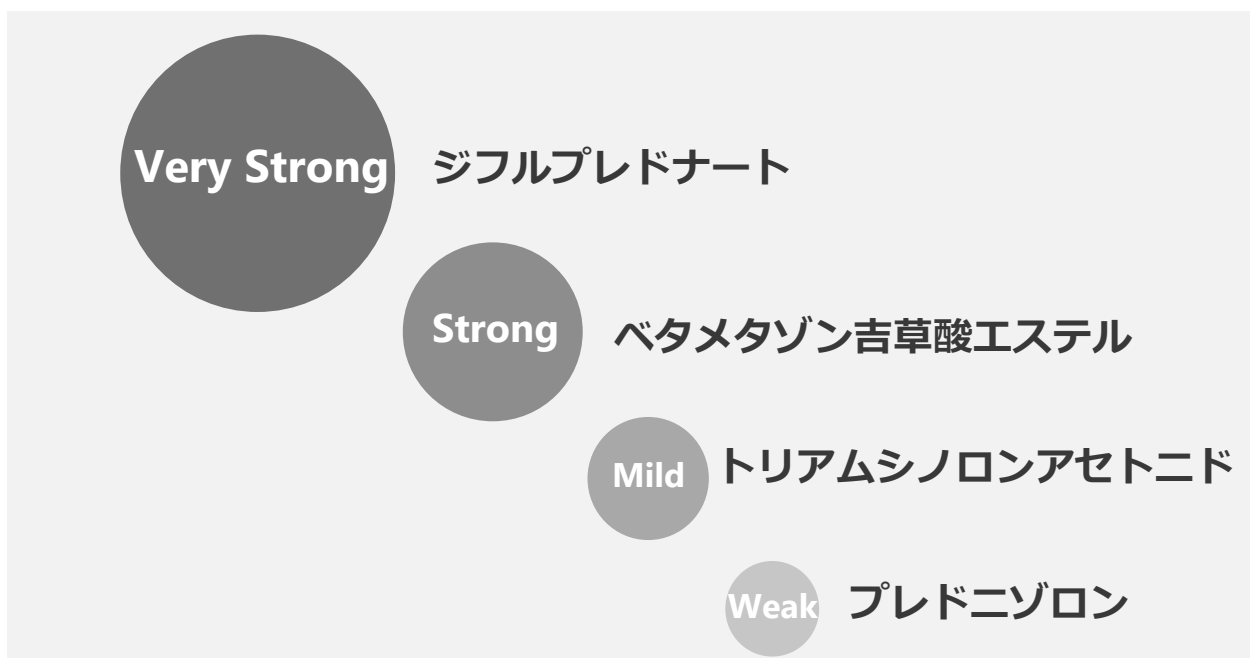 Very Strong
ジフルプレドナート
Strong
ベタメタゾン吉草酸エステル
Mild
トリアムシノロンアセトニド
Weak
プレドニゾロン